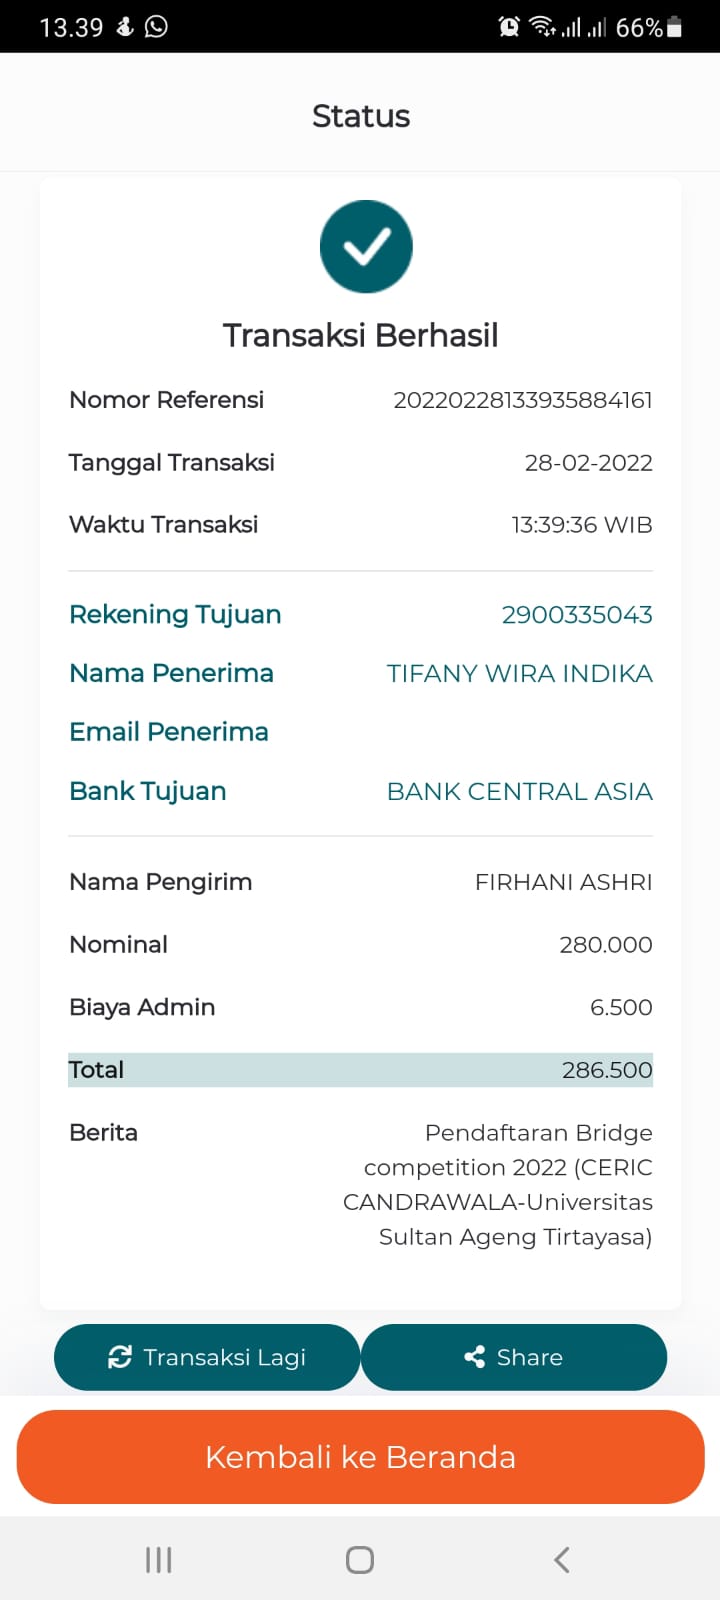 13.39
66%
Status
Transaksi Berhasil
Nomor Referensi 20220228133935884161
Tanggal Transaksi 28-02-2022
Waktu Transaksi 13:39:36 WIB
Rekening Tujuan 2900335043
Nama Penerima TIFANY WIRA INDIKA
Email Penerima
Bank Tujuan BANK CENTRAL ASIA
Nama Pengirim FIRHANI ASHRI
Nominal 280.000
Biaya Admin 6.500
Total 286.500
Berita Pendaftaran Bridge
competition 2022 (CERIC
CANDRAWALA-Universitas
Sultan Ageng Tirtayasa)
Transaksi Lagi
Share
Kembali ke Beranda